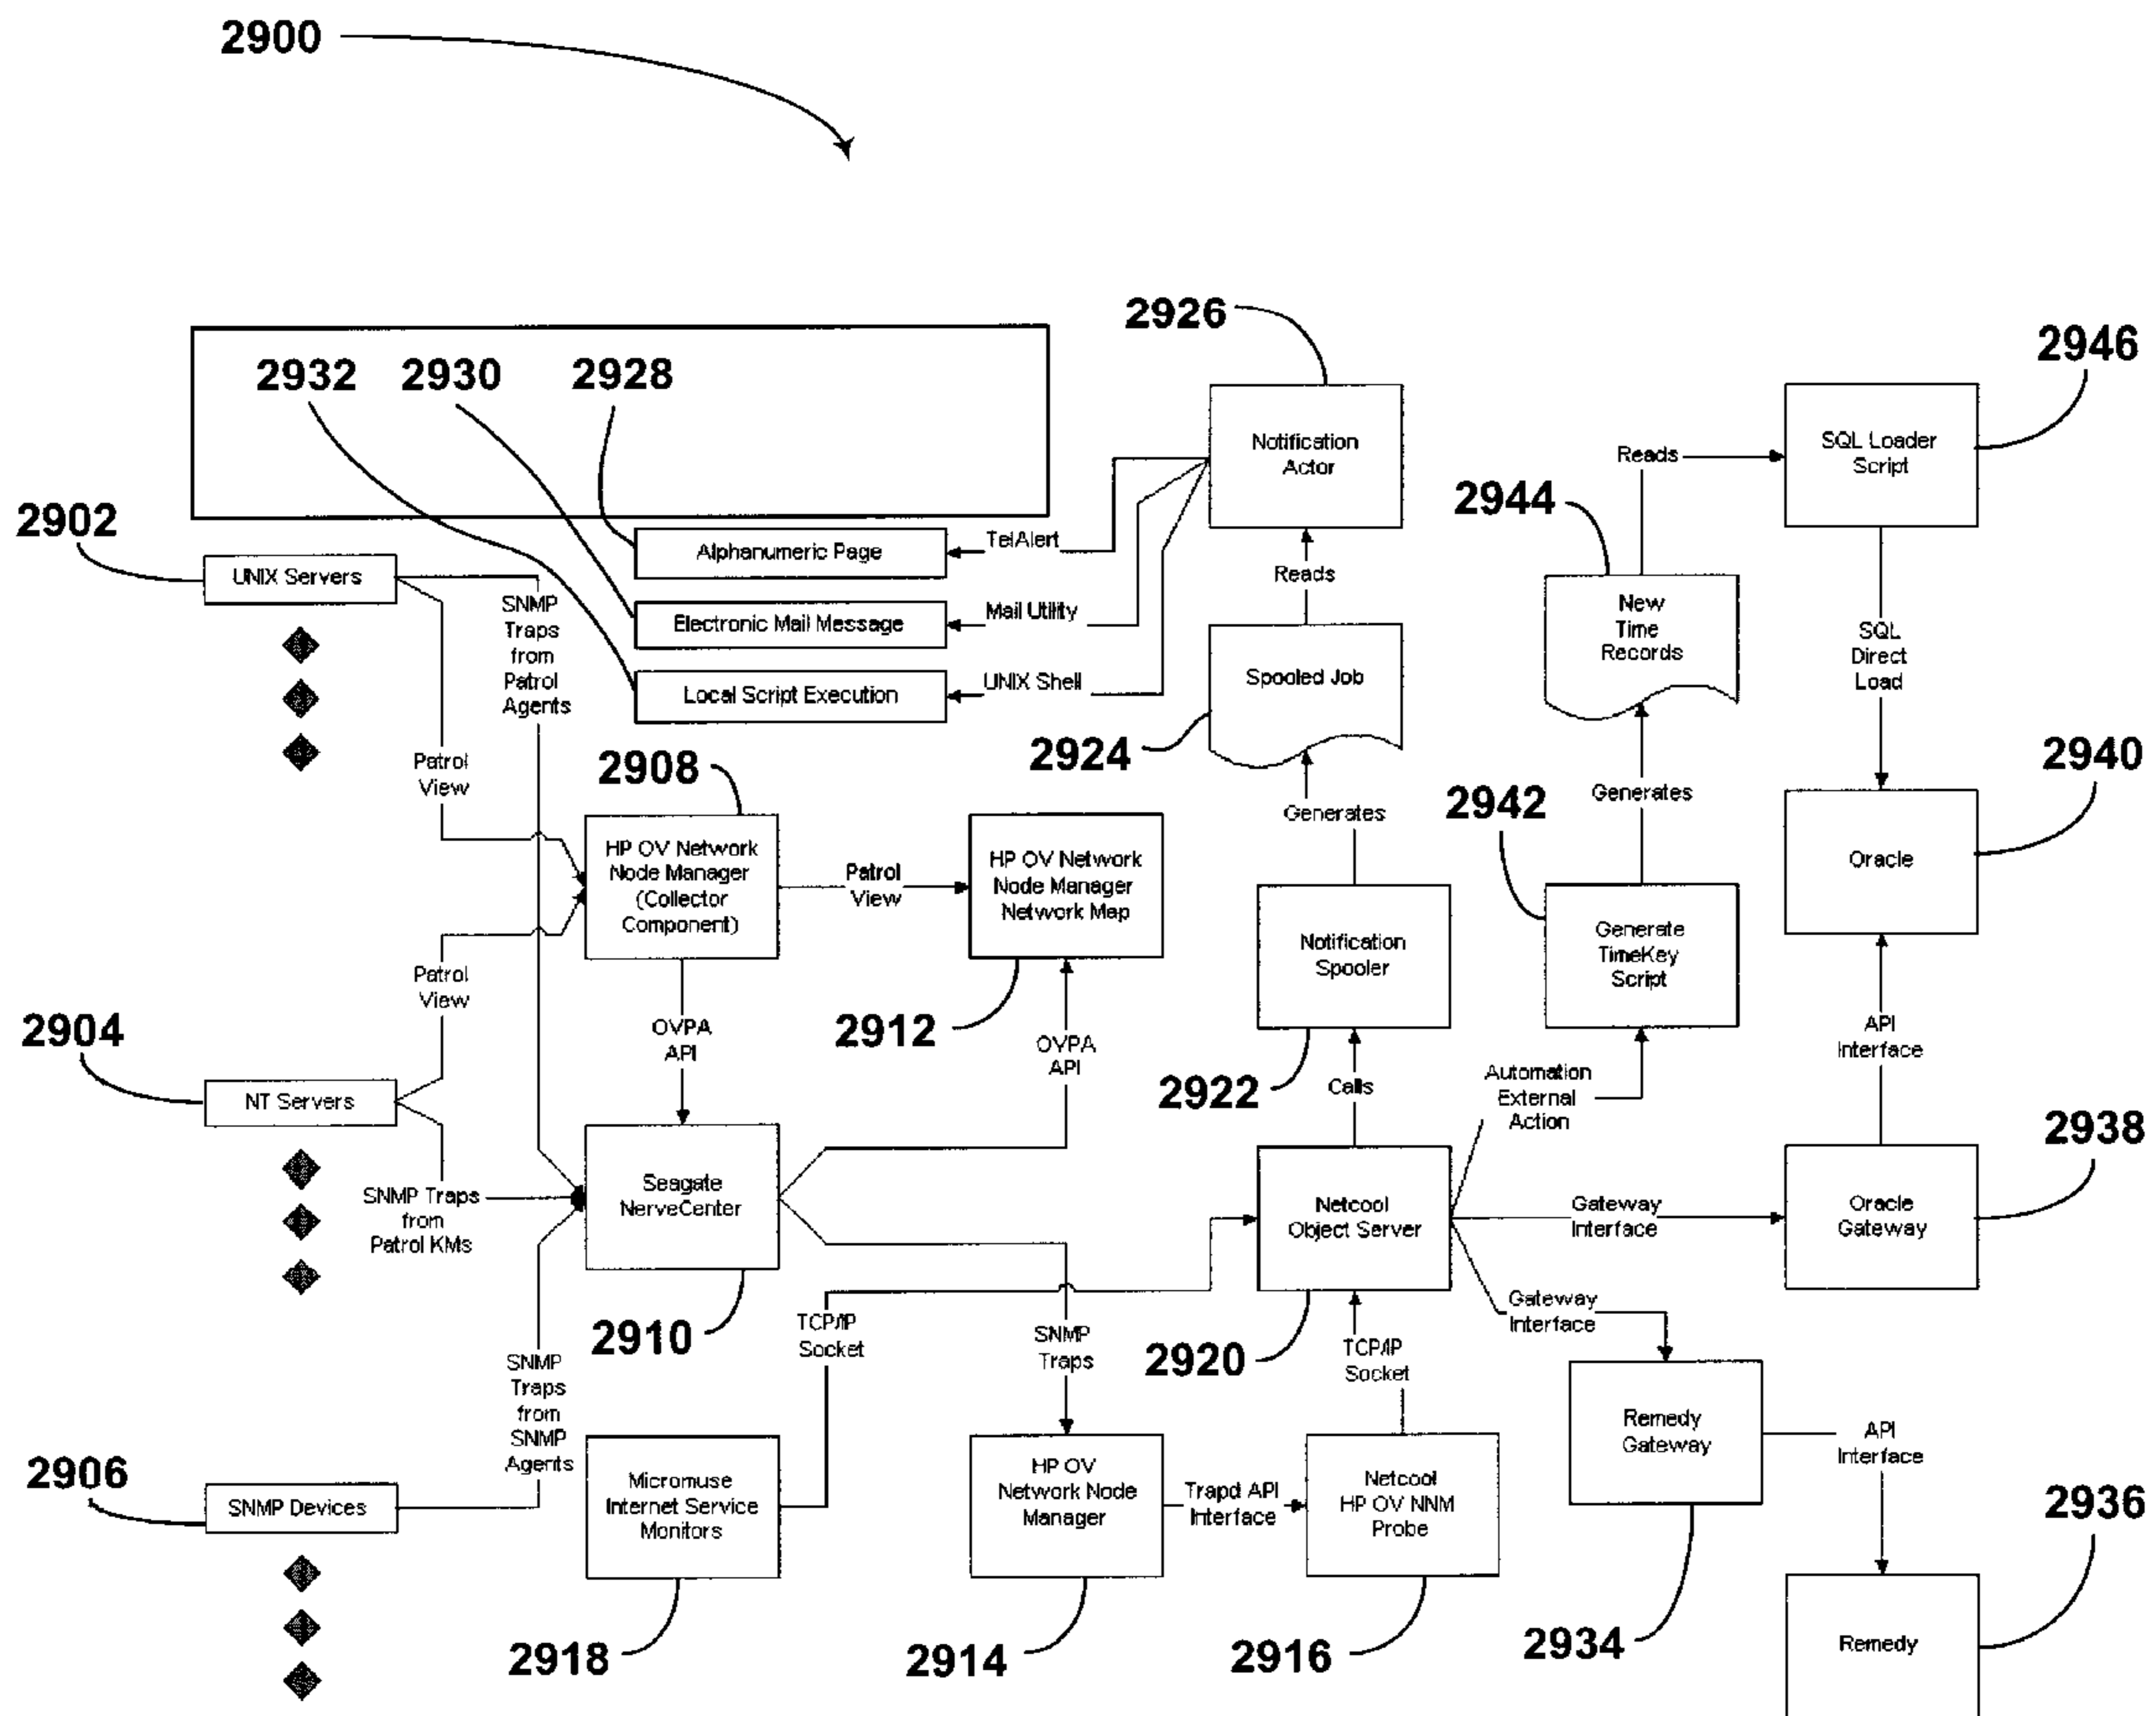 2900
2926
2946
2932
2930
2928
Notification
Actor
SQL Loader
Script
Reads
2944
2902
Alphanumeric Page
TelAlert
UNIX Servers
SNMP
Traps
from
Patrol
Agents
Electronic Mail Message
Mail Utility
Reads
New
Time
Records
SQL
Direct
Load
Local Script Execution
UNIX Shell
Spooled Job
2924
Patrol
View
2908
2940
Generates
2942
Generates
HP OV Network
Node Manager
(Collector
Component)
Patrol
View
HP OV Network
Node Manager
Network Map
Oracle
Notification
Spooler
Generate
TimeKey
Script
Patrol
View
2904
OVPA
API
2912
OVPA
API
API
Interface
2922
Calls
Automation
External
Action
NT Servers
2938
SNMP Traps
from
Patrol KMs
Seagate
NerveCenter
Netcool
Object Server
Gateway
Interface
Oracle
Gateway
2910
TCP/IP
Socket
SNMP
Traps
2920
TCP/IP
Socket
Gateway
Interface
SNMP
Traps
from
SNMP
Agents
Remedy
Gateway
API
Interface
2906
SNMP Devices
Micromuse
Internet Service
Monitors
HP OV
Network Node
Manager
Trapd API
Interface
Netcool
HP OV NNM
Probe
2936
2918
2914
2916
2934
Remedy